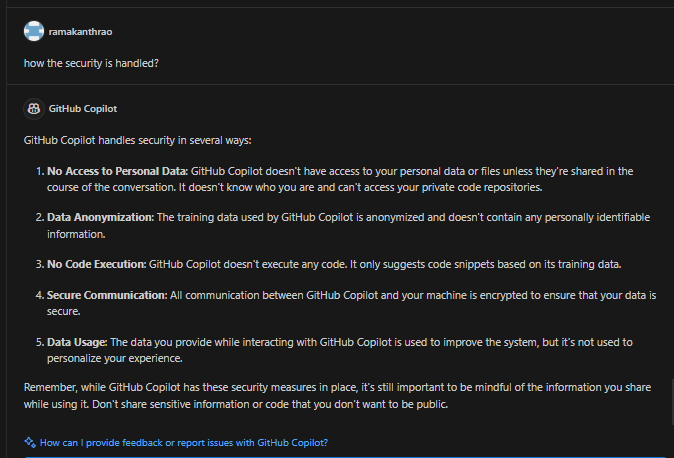 ramakanthrao
how the security is handled?
GitHub Copilot
GitHub Copilot handles security in several ways:
1. No Access to Personal Data: GitHub Copilot doesn't have access to your personal data or files unless they're shared in the
course of the conversation. It doesn't know who you are and can't access your private code repositories.
2. Data Anonymization: The training data used by GitHub Copilot is anonymized and doesn't contain any personally identifiable
information.
3. No Code Execution: GitHub Copilot doesn't execute any code. It only suggests code snippets based on its training data.
4. Secure Communication: All communication between GitHub Copilot and your machine is encrypted to ensure that your data is
secure.
5. Data Usage: The data you provide while interacting with GitHub Copilot is used to improve the system, but it's not used to
personalize your experience.
Remember, while GitHub Copilot has these security measures in place, it's still important to be mindful of the information you share
while using it. Don't share sensitive information or code that you don't want to be public.
How can I provide feedback or report issues with GitHub Copilot?